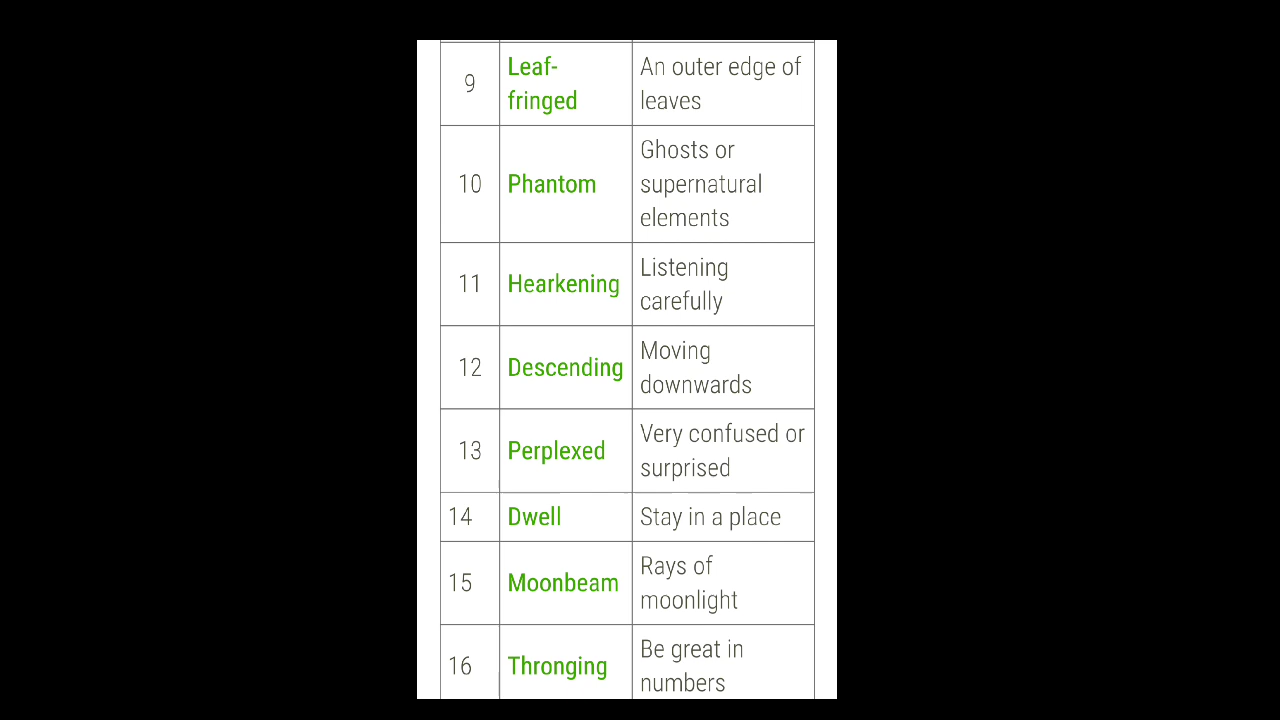 9 Leaf- An outer edge of
fringed leaves
Ghosts or
10 Phantom supernatural
elements
11 Hearkening Listening
carefully
12 Descending Moving
downwards
13 Perplexed Very confused or
surprised
14 Dwell Stay in a place
15 Moonbeam Rays of
moonlight
16 Thronging Be great in
numbers